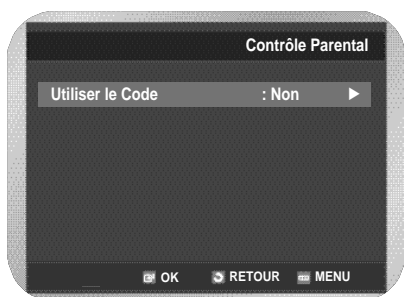 Contrôle Parental
Utiliser le Code : Non ►
OK RETOUR MENU